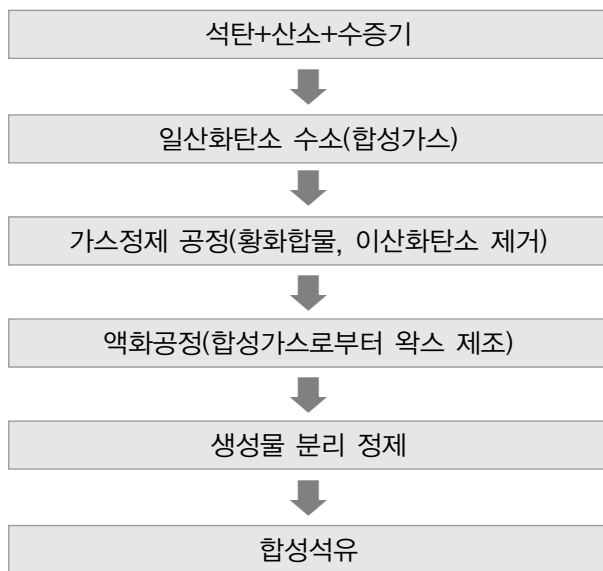 석탄+산소+수증기
일산화탄소 수소(합성가스)
가스정제 공정(황화합물, 이산화탄소 제거)
액화공정(합성가스로부터 왁스 제조)
생성물 분리 정제
합성석유